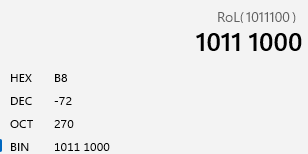 RoL( 1011100 )
1011 1000
HEX B8
DEC -72
OCT 270
BIN 1011 1000